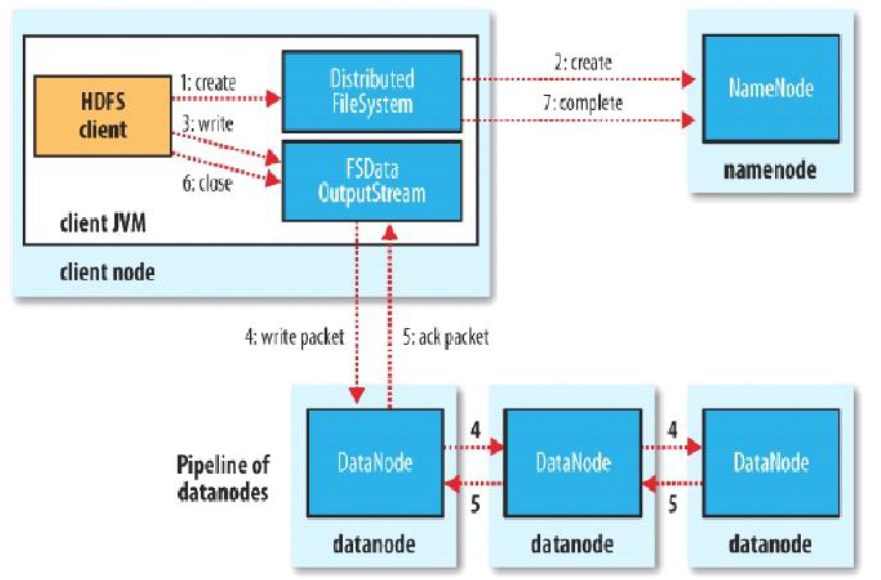 HDFS
client
1: create
3: write
6: close
Distributed
FileSystem
FSData
OutputStream
client JVM
client node
2: create
7: complete
NameNode
namenode
4: write packet
5: ack packet
Pipeline of
datanodes
DataNode
4
5
DataNode
4
5
DataNode
datanode
datanode
datanode